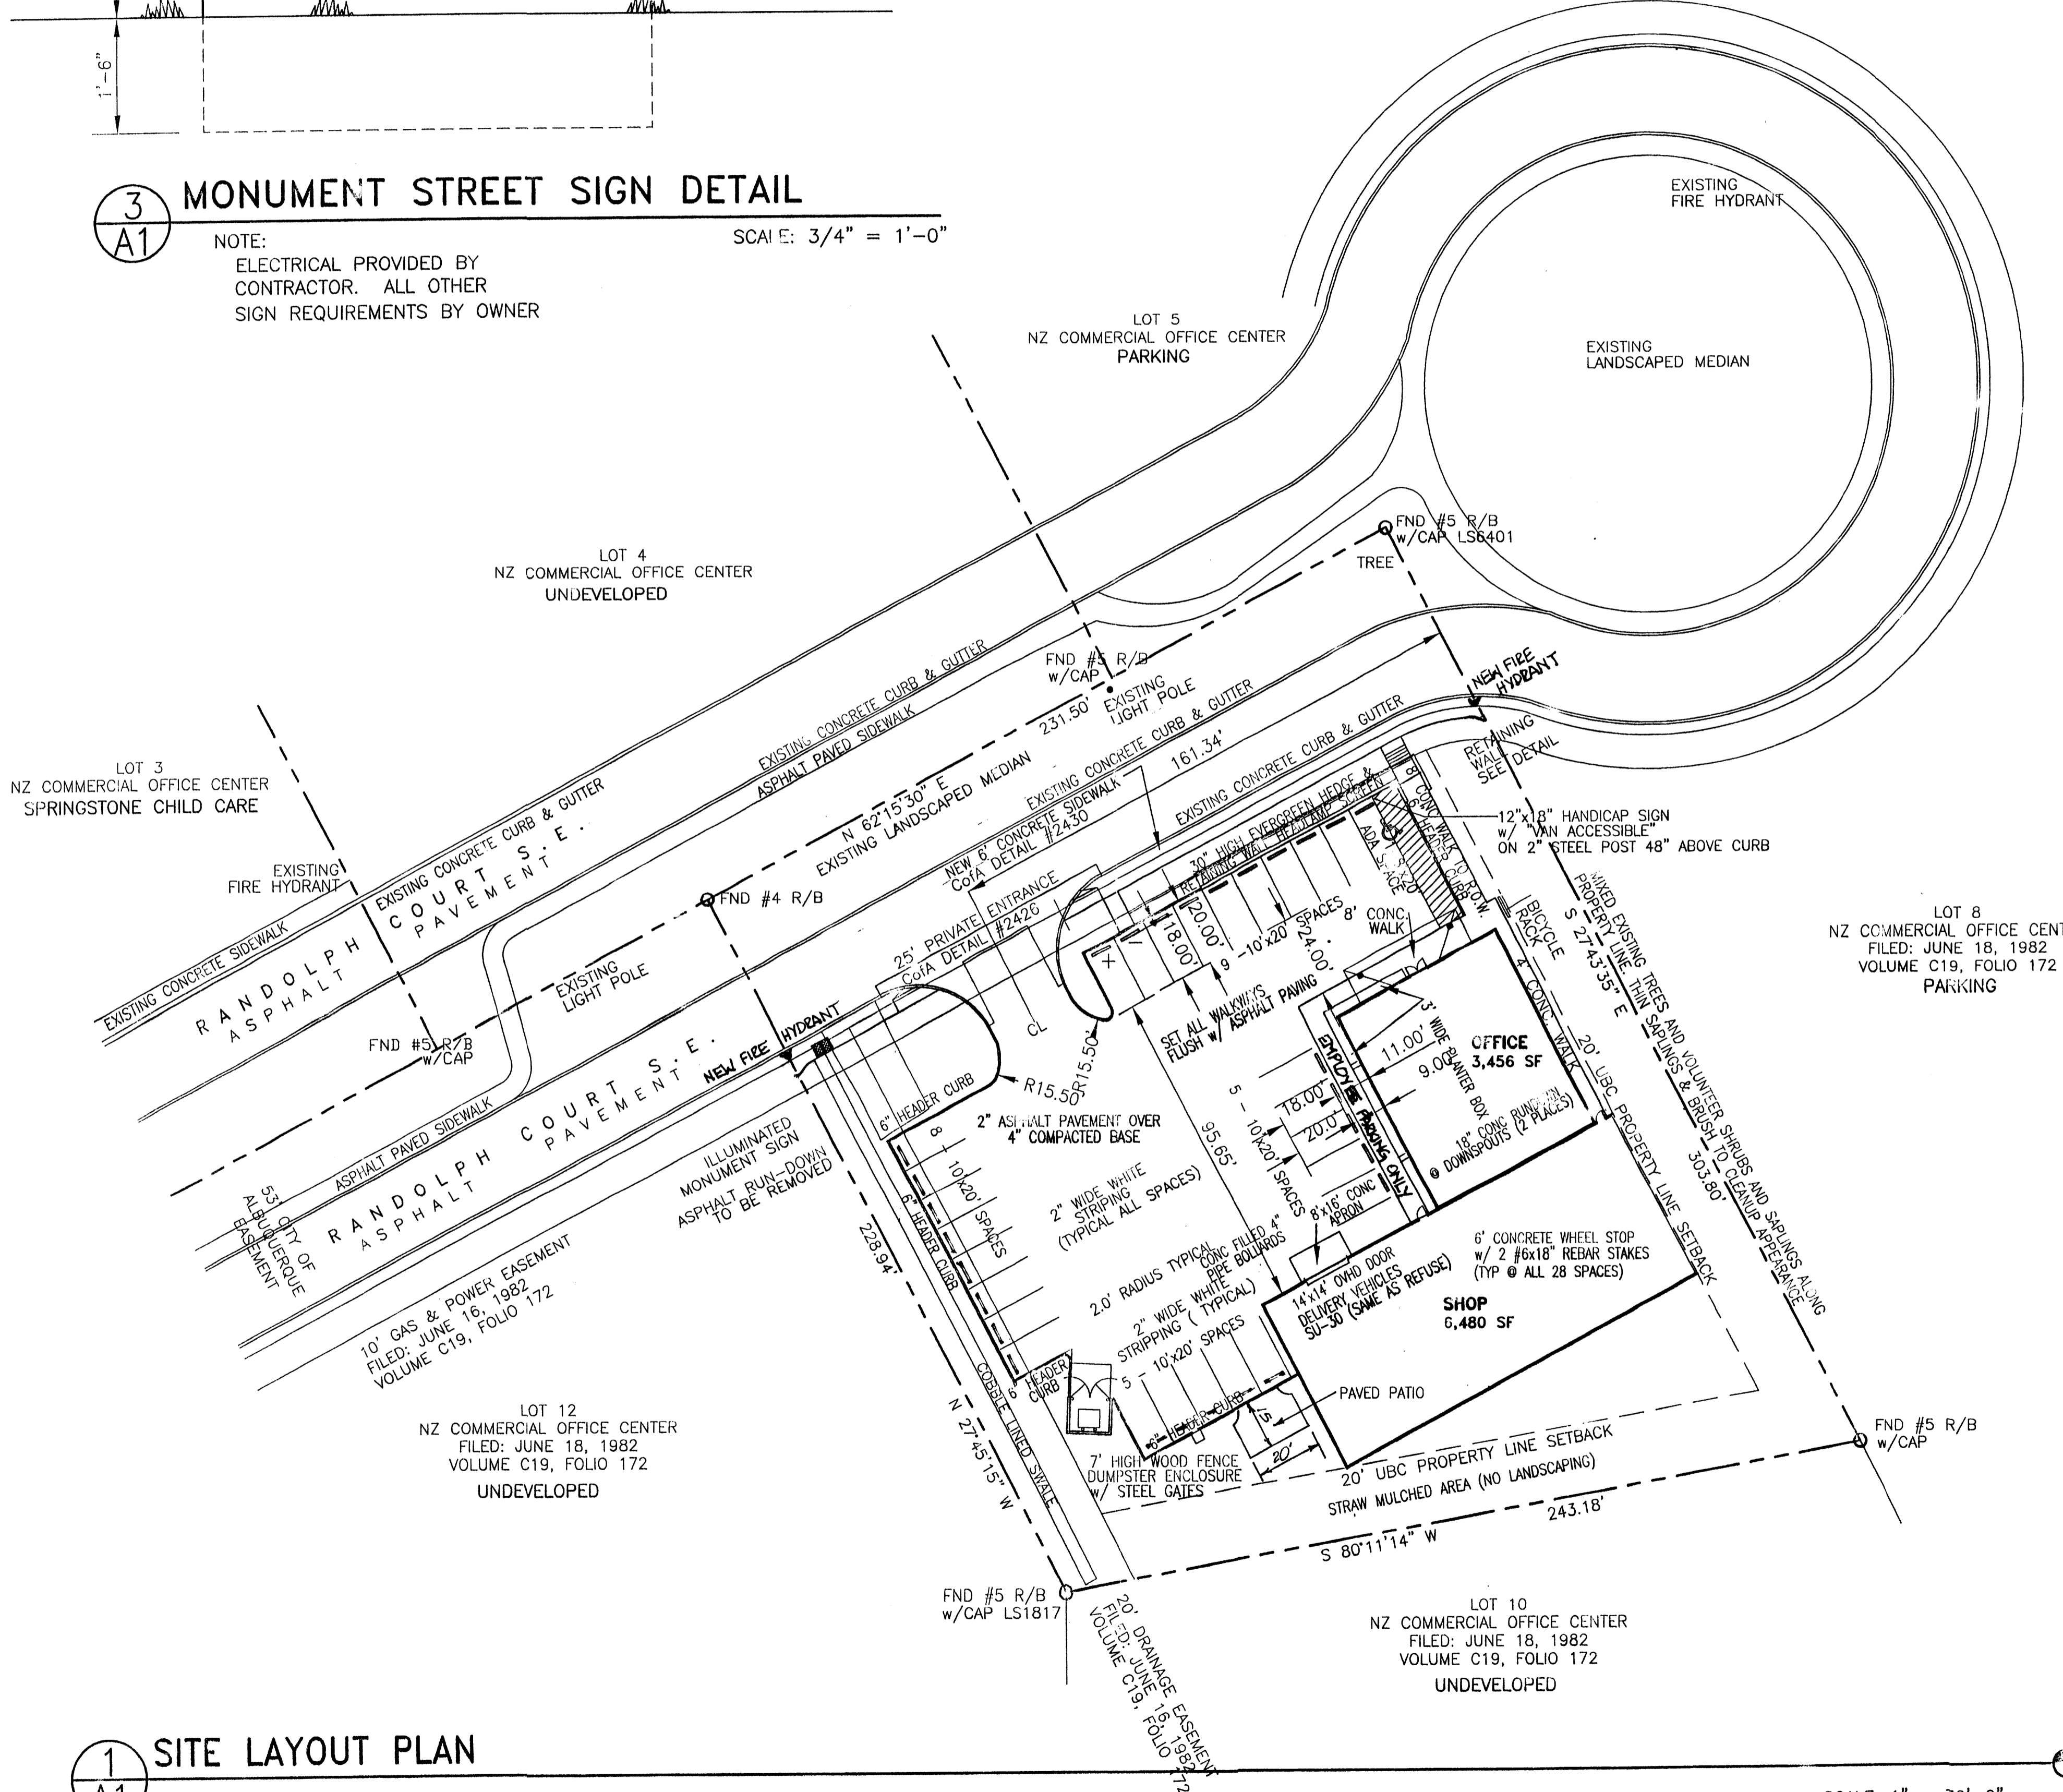 1'-6"
3
A1
MONUMENT STREET SIGN DETAIL
SCALE: 3/4" = 1'-0"
NOTE:
ELECTRICAL PROVIDED BY
CONTRACTOR. ALL OTHER
SIGN REQUIREMENTS BY OWNER
EXISTING
FIRE HYDRANT
LOT 5
NZ COMMERCIAL OFFICE CENTER
PARKING
EXISTING
LANDSCAPED MEDIAN
FND #5 R/B
w/CAP LS6401
TREE
LOT 4
NZ COMMERCIAL OFFICE CENTER
UNDEVELOPED
FND #5 R/B
w/CAP
EXISTING
LIGHT POLE
NEW FIRE
HYDRANT
RETAINING
WALL
SEE DETAIL
LOT 3
NZ COMMERCIAL OFFICE CENTER
SPRINGSTONE CHILD CARE
EXISTING
FIRE HYDRANT
EXISTING CONCRETE SIDEWALK
EXISTING CONCRETE CURB & GUTTER
RANDOLPH COURT S.E.
ASPHALT PAVEMENT
EXISTING CONCRETE CURB & GUTTER
ASPHALT PAVED SIDEWALK
N 62°15'30" E
231.50'
EXISTING LANDSCAPED MEDIAN
EXISTING CONCRETE CURB & GUTTER
161.34'
NEW 6' CONCRETE SIDEWALK
CofA DETAIL #2430
EXISTING CONCRETE CURB & GUTTER
25' PRIVATE ENTRANCE
CofA DETAIL #2426
30" HIGH EVERGREEN HEDGE &
RETAINING WALL HEADLAMP SCREEN
8' CONC WALK TO R.O.W.
6" HEADER CURB
12"x18" HANDICAP SIGN
w/ "VAN ACCESSIBLE"
ON 2" STEEL POST 48" ABOVE CURB
ADA SPACE
FND #4 R/B
FND #5 R/B
w/CAP
EXISTING
LIGHT POLE
NEW FIRE HYDRANT
RANDOLPH COURT S.E.
ASPHALT PAVEMENT
ASPHALT PAVED SIDEWALK
53' CITY OF
ALBUQUERQUE
EASEMENT
10' GAS & POWER EASEMENT
FILED: JUNE 16, 1982
VOLUME C19, FOLIO 172
ILLUMINATED
MONUMENT SIGN
ASPHALT RUN-DOWN
TO BE REMOVED
CL
R15.50'
R15.50'
18.00'
20.00'
9 -10'x20' SPACES
24.00'
8' CONC.
WALK
BICYCLE
RACK
SET ALL WALKWAYS
FLUSH w/ ASPHALT PAVING
6" HEADER CURB
8 - 10'x20' SPACES
6" HEADER CURB
2" ASPHALT PAVEMENT OVER
4" COMPACTED BASE
2" WIDE WHITE
STRIPING
(TYPICAL ALL SPACES)
95.65'
5 - 10'x20' SPACES
18.00'
20.0'
EMPLOYEE PARKING ONLY
11.00'
9.00'
3' WIDE PLANTER BOX
OFFICE
3,456 SF
18" CONC RUNDOWN
@ DOWNSPOUTS (2 PLACES)
4' CONC. WALK
20' UBC PROPERTY LINE SETBACK
S 27°43'35" E
303.80'
MIXED EXISTING TREES AND VOLUNTEER SHRUBS AND SAPLINGS ALONG
PROPERTY LINE, THIN SAPLINGS & BRUSH TO CLEANUP APPEARANCE
LOT 8
FILED: JUNE 18, 1982
VOLUME C19, FOLIO 172
PARKING
8'x16' CONC
APRON
2.0' RADIUS TYPICAL
CONC FILLED 4"
PIPE BOLLARDS
2" WIDE WHITE
STRIPPING (TYPICAL)
5 - 10'x20' SPACES
14'x14' OVHD DOOR
DELIVERY VEHICLES
SU-30 (SAME AS REFUSE)
6' CONCRETE WHEEL STOP
w/ 2 #6x18" REBAR STAKES
(TYP @ ALL 28 SPACES)
SHOP
6,480 SF
228.94'
N 27°45'15" W
COBBLE LINED SWALE
6" HEADER
CURB
6" HEADER CURB
15'
20'
PAVED PATIO
7' HIGH WOOD FENCE
DUMPSTER ENCLOSURE
w/ STEEL GATES
20' UBC PROPERTY LINE SETBACK
STRAW MULCHED AREA (NO LANDSCAPING)
243.18'
S 80°11'14" W
FND #5 R/B
w/CAP
LOT 12
NZ COMMERCIAL OFFICE CENTER
FILED: JUNE 18, 1982
VOLUME C19, FOLIO 172
UNDEVELOPED
FND #5 R/B
w/CAP LS1817
20' DRAINAGE EASEMENT
FILED: JUNE 16, 1982
VOLUME C19, FOLIO 172
LOT 10
NZ COMMERCIAL OFFICE CENTER
FILED: JUNE 18, 1982
VOLUME C19, FOLIO 172
UNDEVELOPED
1
SITE LAYOUT PLAN